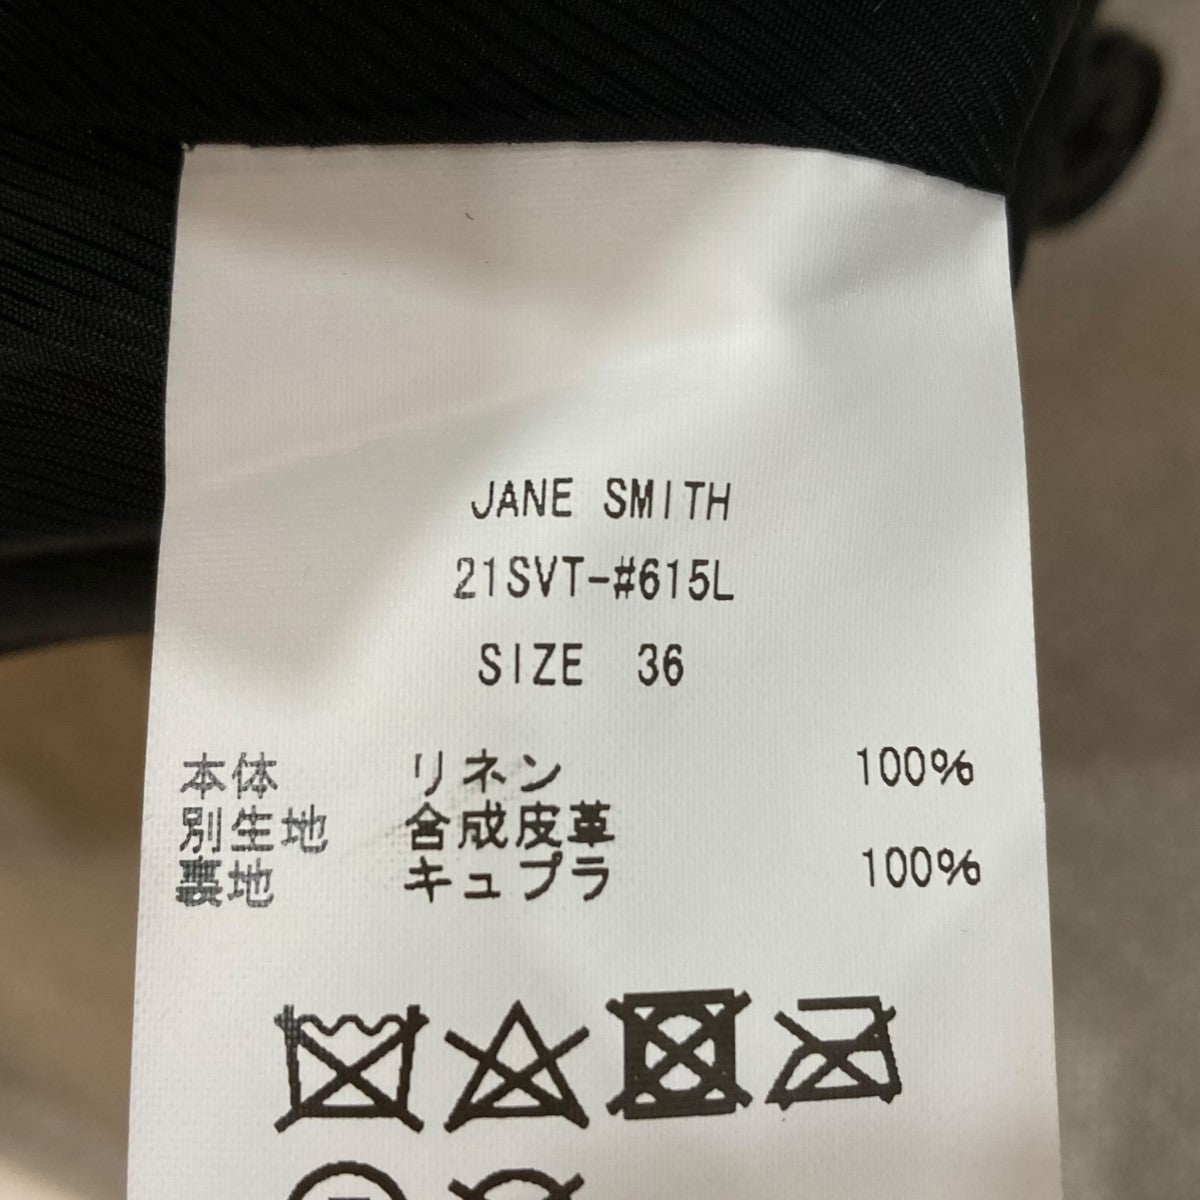 JANE SMITH
21SVT-#615L
SIZE 36
本体 リネン 100%
別生地 合成皮革
裏地 キュプラ 100%